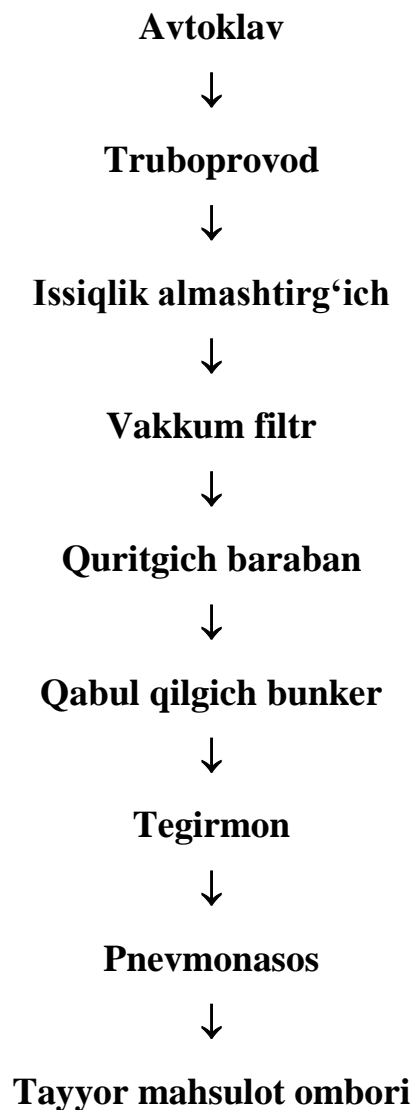 Avtoklav
↓
Truboprovod
↓
Issiqlik almashtirg‘ich
↓
Vakkum filtr
↓
Quritgich baraban
↓
Qabul qilgich bunker
↓
Tegirmon
↓
Pnevmonasos
↓
Tayyor mahsulot ombori